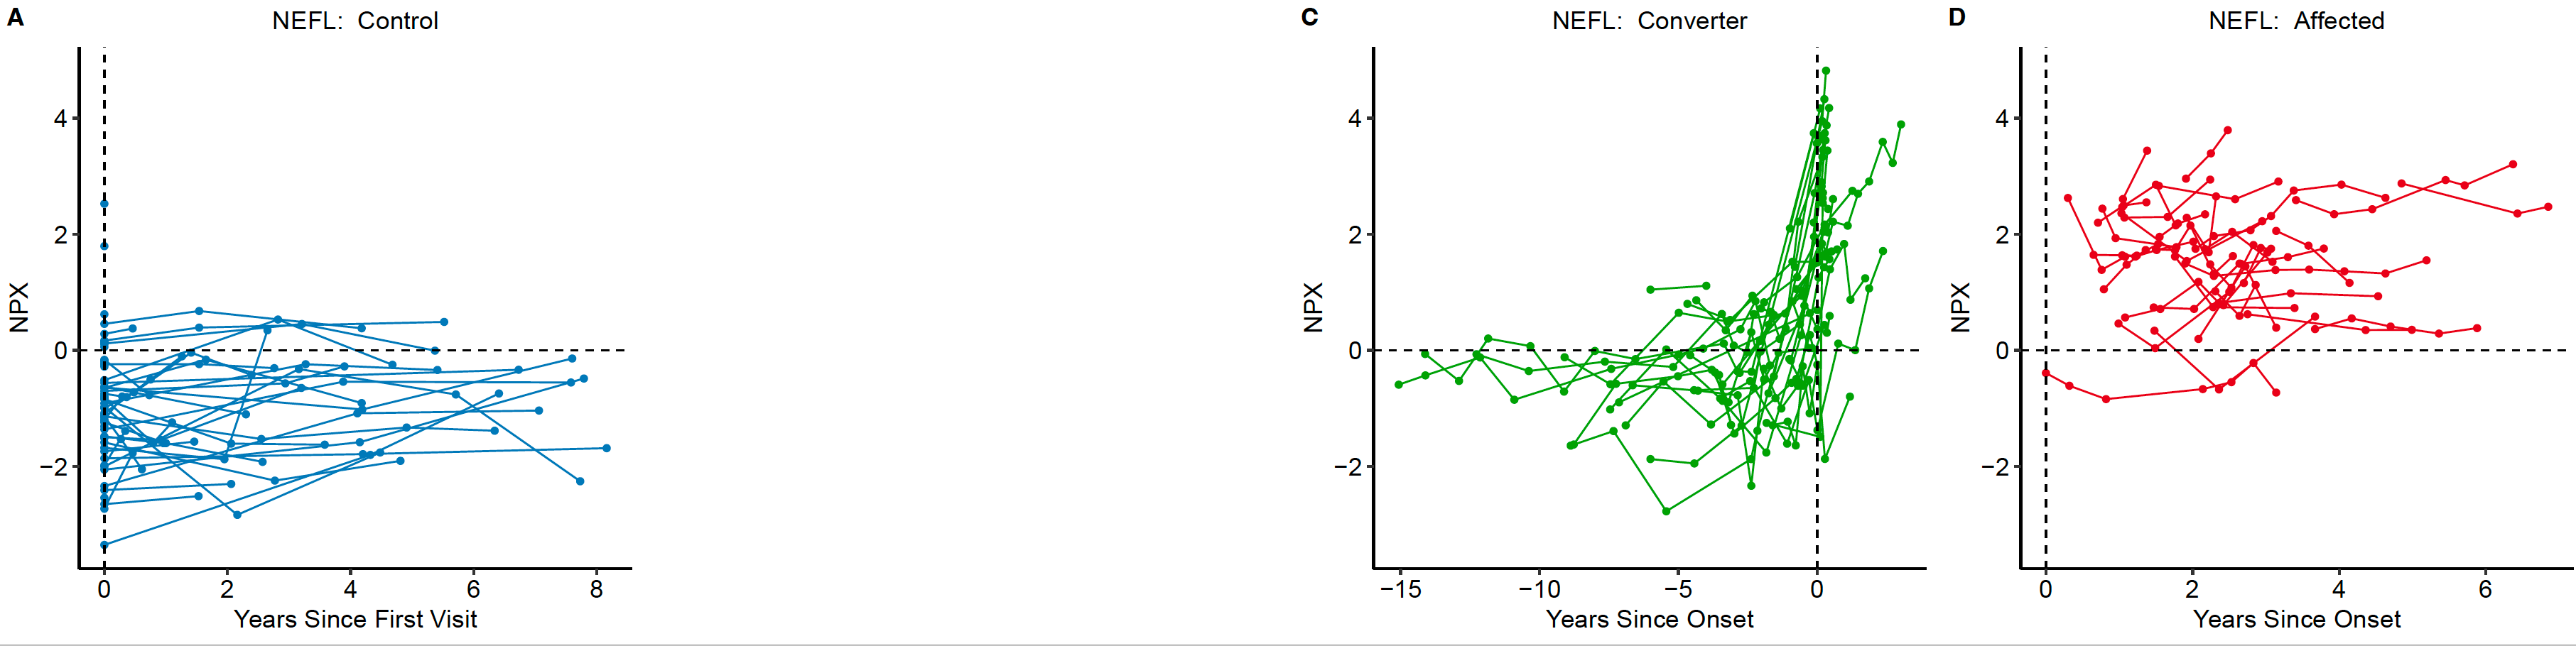 A NEFL: Control
NPX
4
2
0
−2
0 2 4 6 8
Years Since First Visit
C NEFL: Converter
NPX
4
2
0
−2
−15 −10 −5 0
Years Since Onset
D NEFL: Affected
NPX
4
2
0
−2
0 2 4 6
Years Since Onset